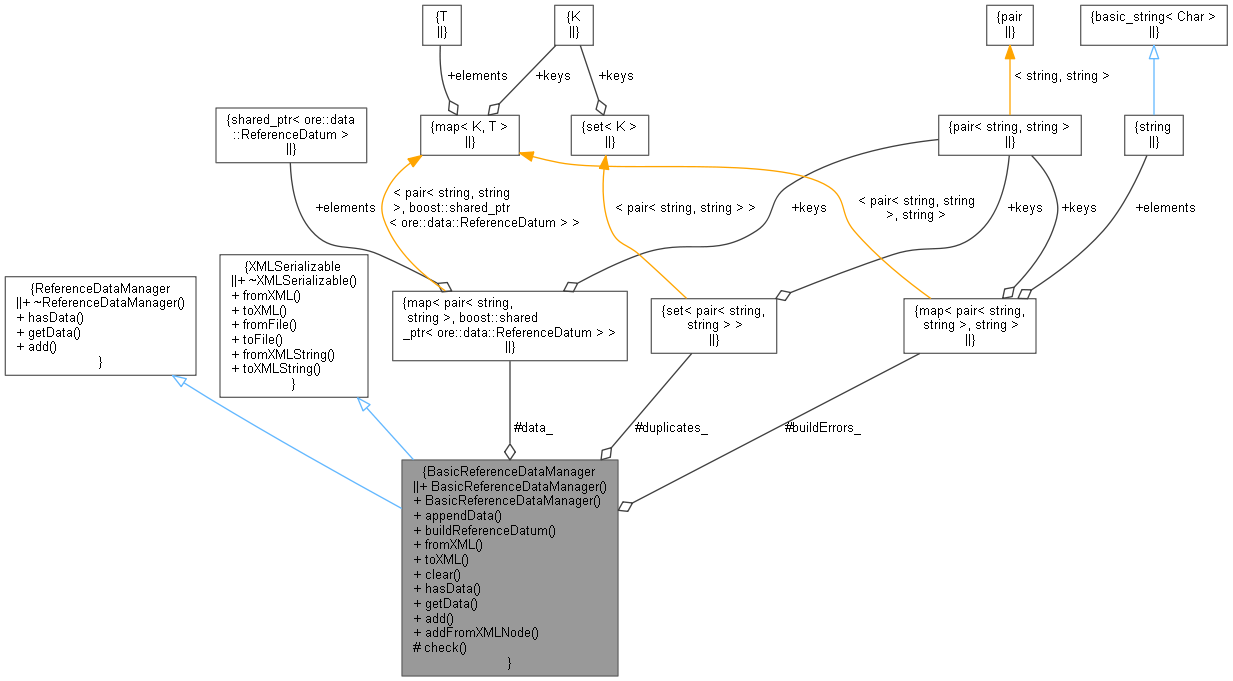 {T
||}
{K
||}
{pair
||}
{basic_string< Char >
||}
+elements
+keys
+keys
< string, string >
{shared_ptr< ore::data
::ReferenceDatum >
||}
{map< K, T >
||}
{set< K >
||}
{pair< string, string >
||}
{string
||}
+elements
< pair< string, string
>, boost::shared_ptr
< ore::data::ReferenceDatum > >
< pair< string, string > >
+keys
< pair< string, string
>, string >
+keys
+keys
+elements
{ReferenceDataManager
||+ ~ReferenceDataManager()
+ hasData()
+ getData()
+ add()
}
{XMLSerializable
||+ ~XMLSerializable()
+ fromXML()
+ toXML()
+ fromFile()
+ toFile()
+ fromXMLString()
+ toXMLString()
}
{map< pair< string,
string >, boost::shared
_ptr< ore::data::ReferenceDatum > >
||}
{set< pair< string,
string > >
||}
{map< pair< string,
string >, string >
||}
#data_
#duplicates_
#buildErrors_
{BasicReferenceDataManager
||+ BasicReferenceDataManager()
+ BasicReferenceDataManager()
+ appendData()
+ buildReferenceDatum()
+ fromXML()
+ toXML()
+ clear()
+ hasData()
+ getData()
+ add()
+ addFromXMLNode()
# check()
}